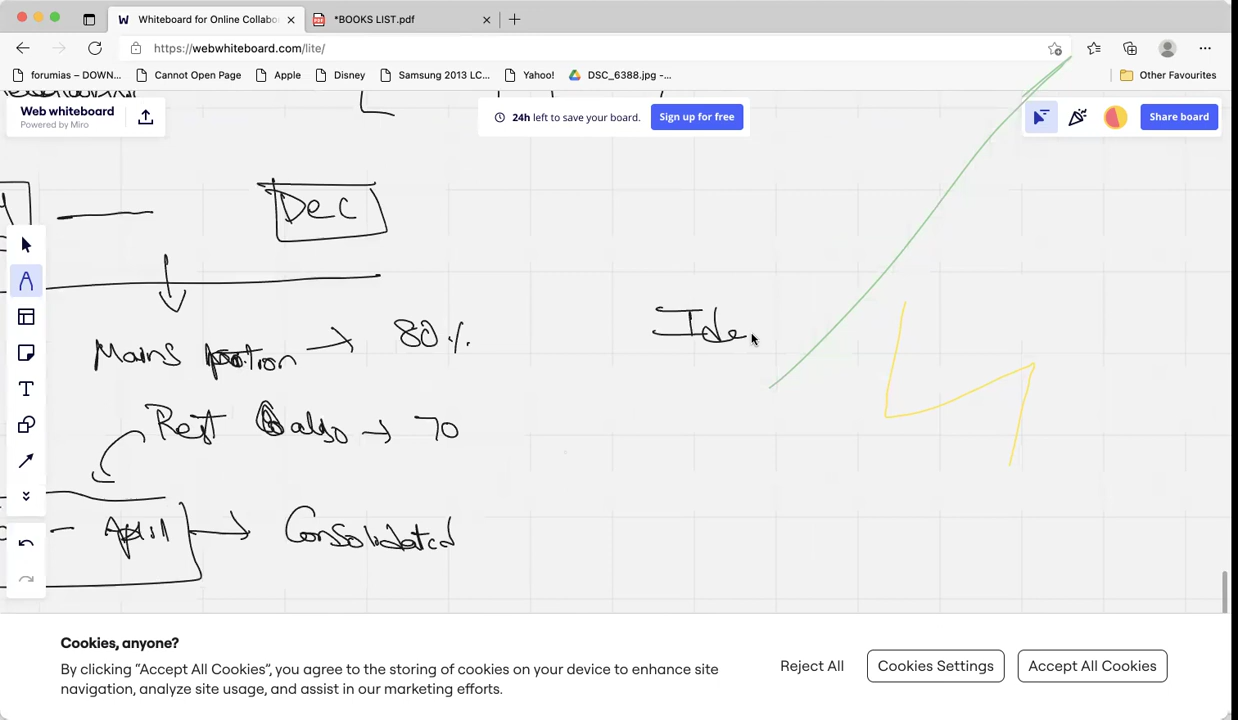 Whiteboard for Online Collabo
*BOOKS LIST.pdf
https://webwhiteboard.com/lite/
forumias – DOWN...
Cannot Open Page
Apple
Disney
Samsung 2013 LC...
Yahoo!
DSC_6388.jpg -...
Other Favourites
Web whiteboard
Powered by Miro
24h left to save your board.
Sign up for free
Share board
Dec
Ide
Mains portion → 80 %
Rest also → 70
April → Consolidated
Cookies, anyone?
By clicking “Accept All Cookies”, you agree to the storing of cookies on your device to enhance site
navigation, analyze site usage, and assist in our marketing efforts.
Reject All
Cookies Settings
Accept All Cookies